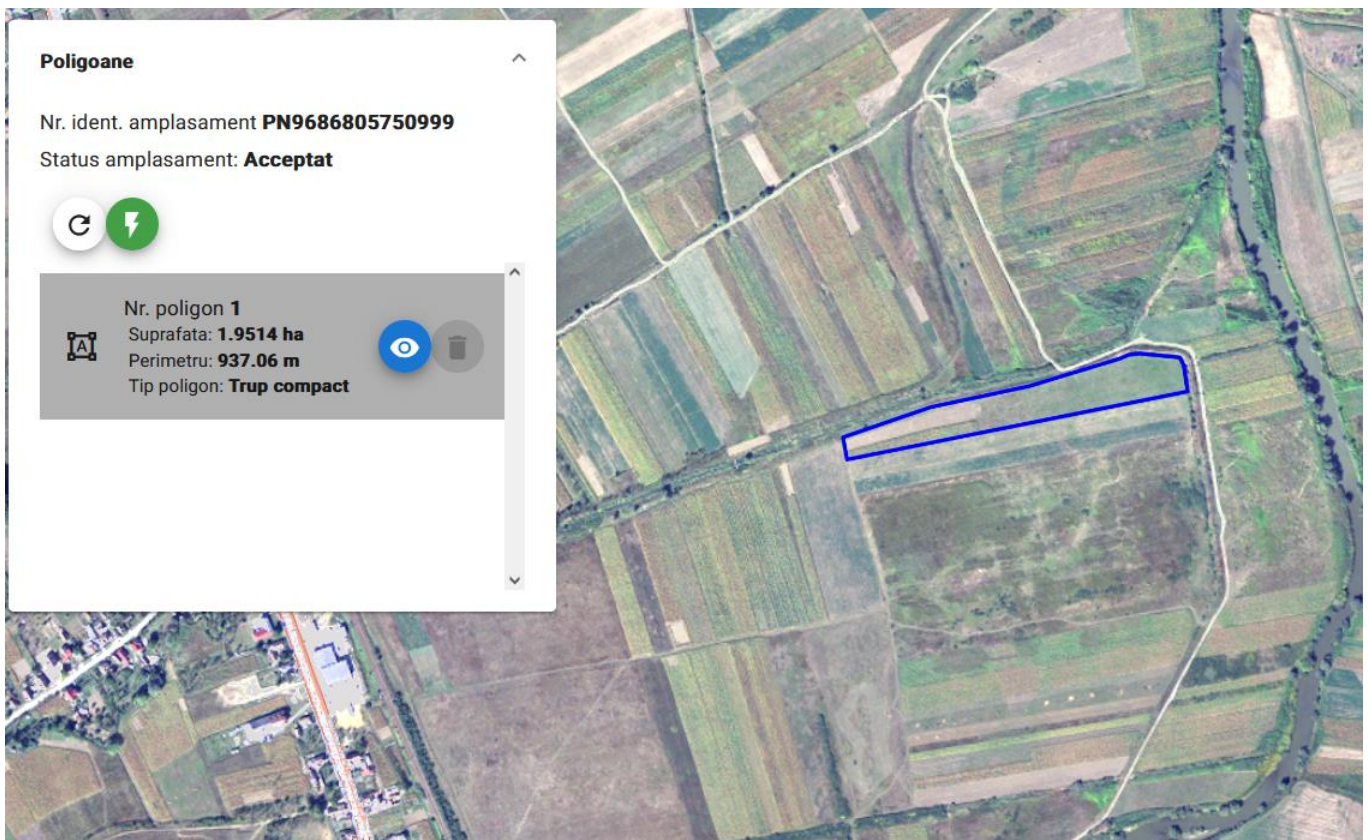 Poligoane
Nr. ident. amplasament PN9686805750999
Status amplasament: Acceptat
Nr. poligon 1
A
Suprafata: 1.9514 ha
Perimetru: 937.06 m
Tip poligon: Trup compact